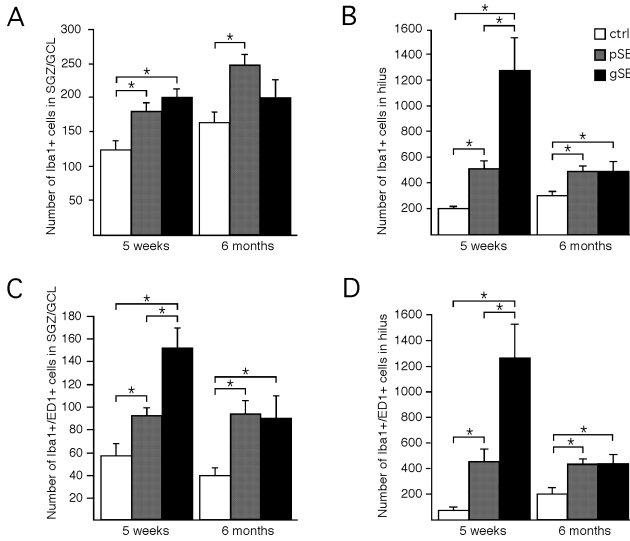 A
Number of Iba1+ cells in SGZ/GCL
300
250
200
150
100
50
*
*
*
5 weeks
6 months
B
Number of Iba1+ cells in hilus
1600
1400
1200
1000
800
600
400
200
*
*
*
*
*
ctrl
pSE
gSE
5 weeks
6 months
C
Number of Iba1+/ED1+ cells in SGZ/GCL
180
160
140
120
100
80
60
40
20
*
*
*
*
*
5 weeks
6 months
D
Number of Iba1+/ED1+ cells in hilus
1600
1400
1200
1000
800
600
400
200
*
*
*
*
*
5 weeks
6 months